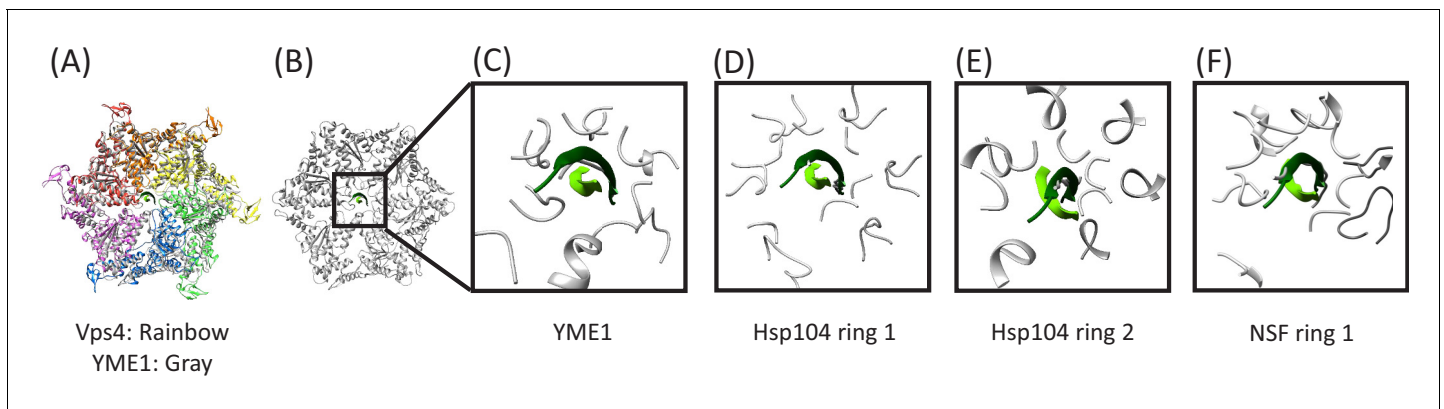 (A)
(B)
(C)
(D)
(E)
(F)
Vps4: Rainbow
YME1: Gray
YME1
Hsp104 ring 1
Hsp104 ring 2
NSF ring 1